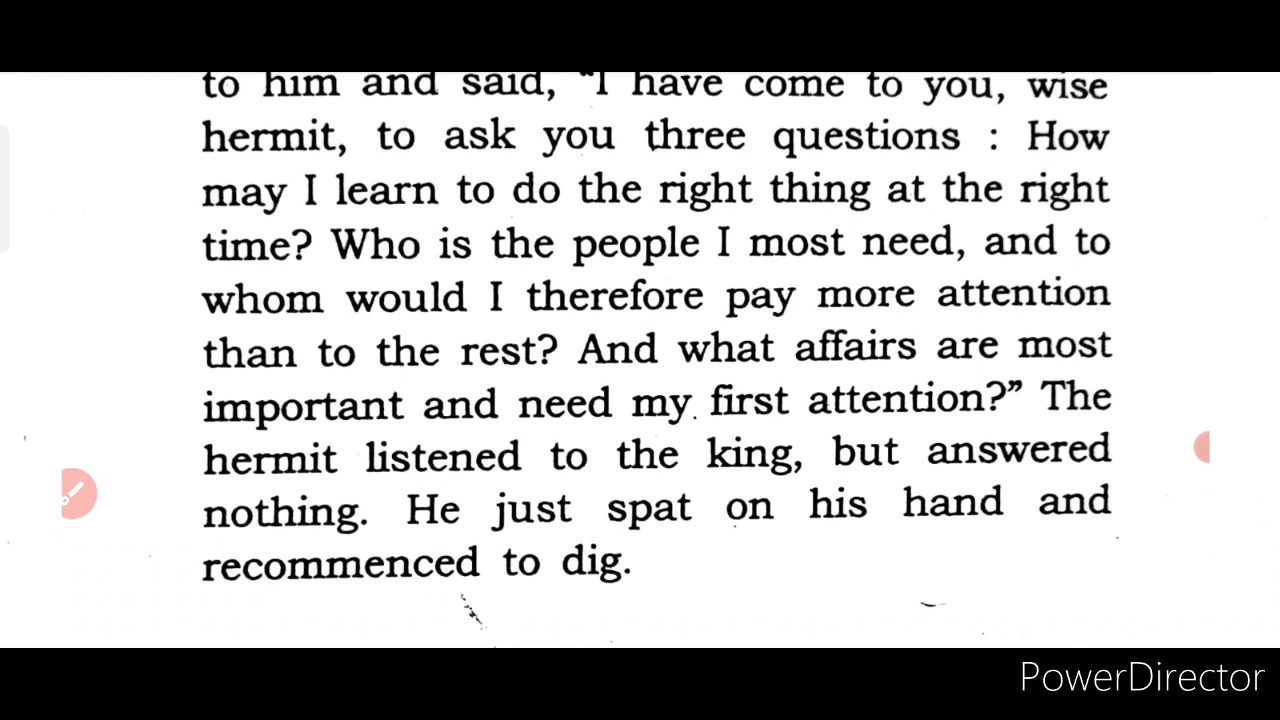 to him and said, “I have come to you, wise
hermit, to ask you three questions : How
may I learn to do the right thing at the right
time? Who is the people I most need, and to
whom would I therefore pay more attention
than to the rest? And what affairs are most
important and need my first attention?” The
hermit listened to the king, but answered
nothing. He just spat on his hand and
recommenced to dig.
PowerDirector